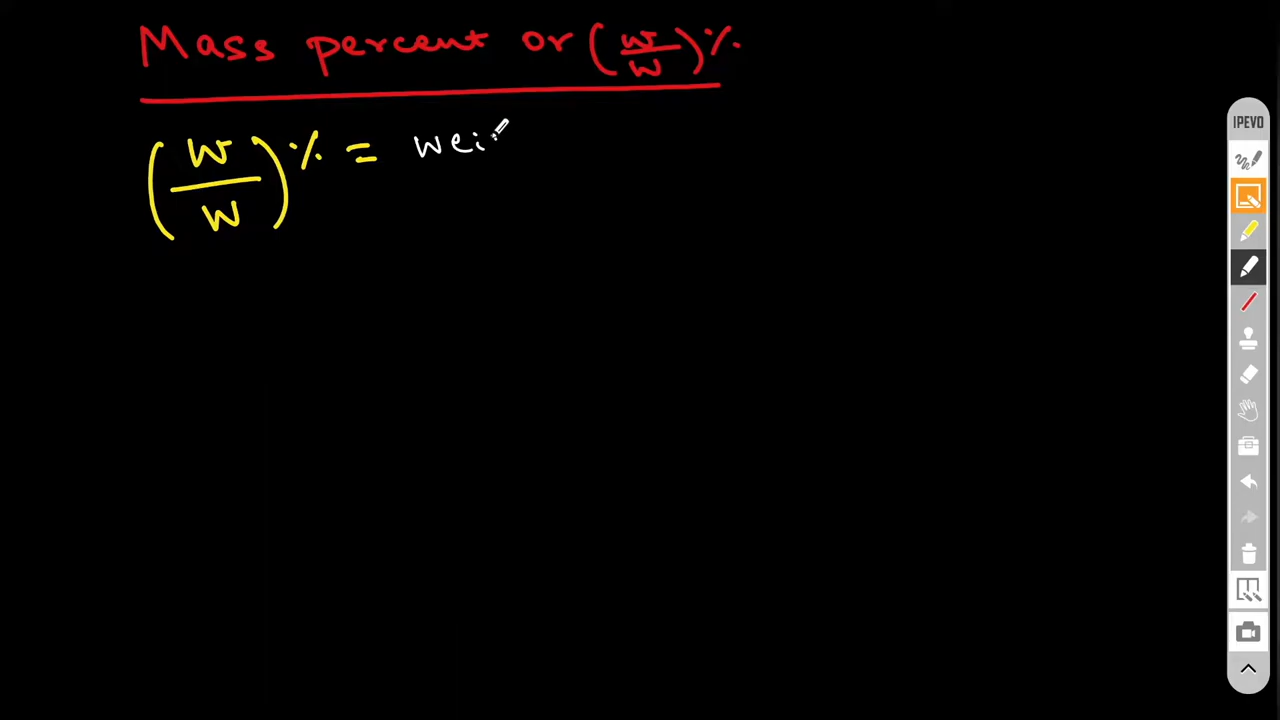 Mass percent or (w/w)%
(w/w)% = wei
IPEVO